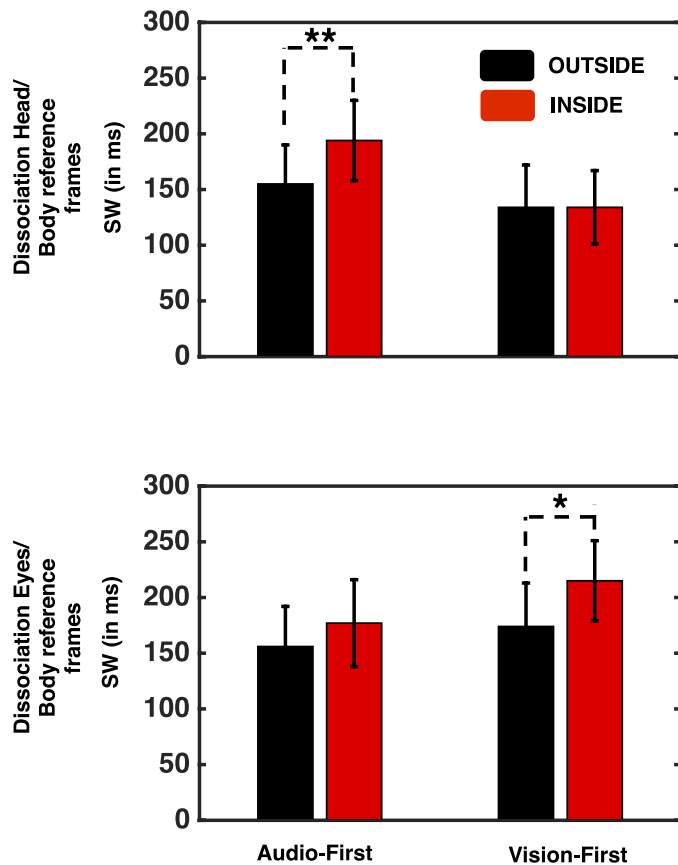 Dissociation Head/
Body reference
frames
SW (in ms)
300
250
200
150
100
50
0
**
OUTSIDE
INSIDE
Dissociation Eyes/
Body reference
frames
SW (in ms)
300
250
200
150
100
50
0
*
Audio-First
Vision-First